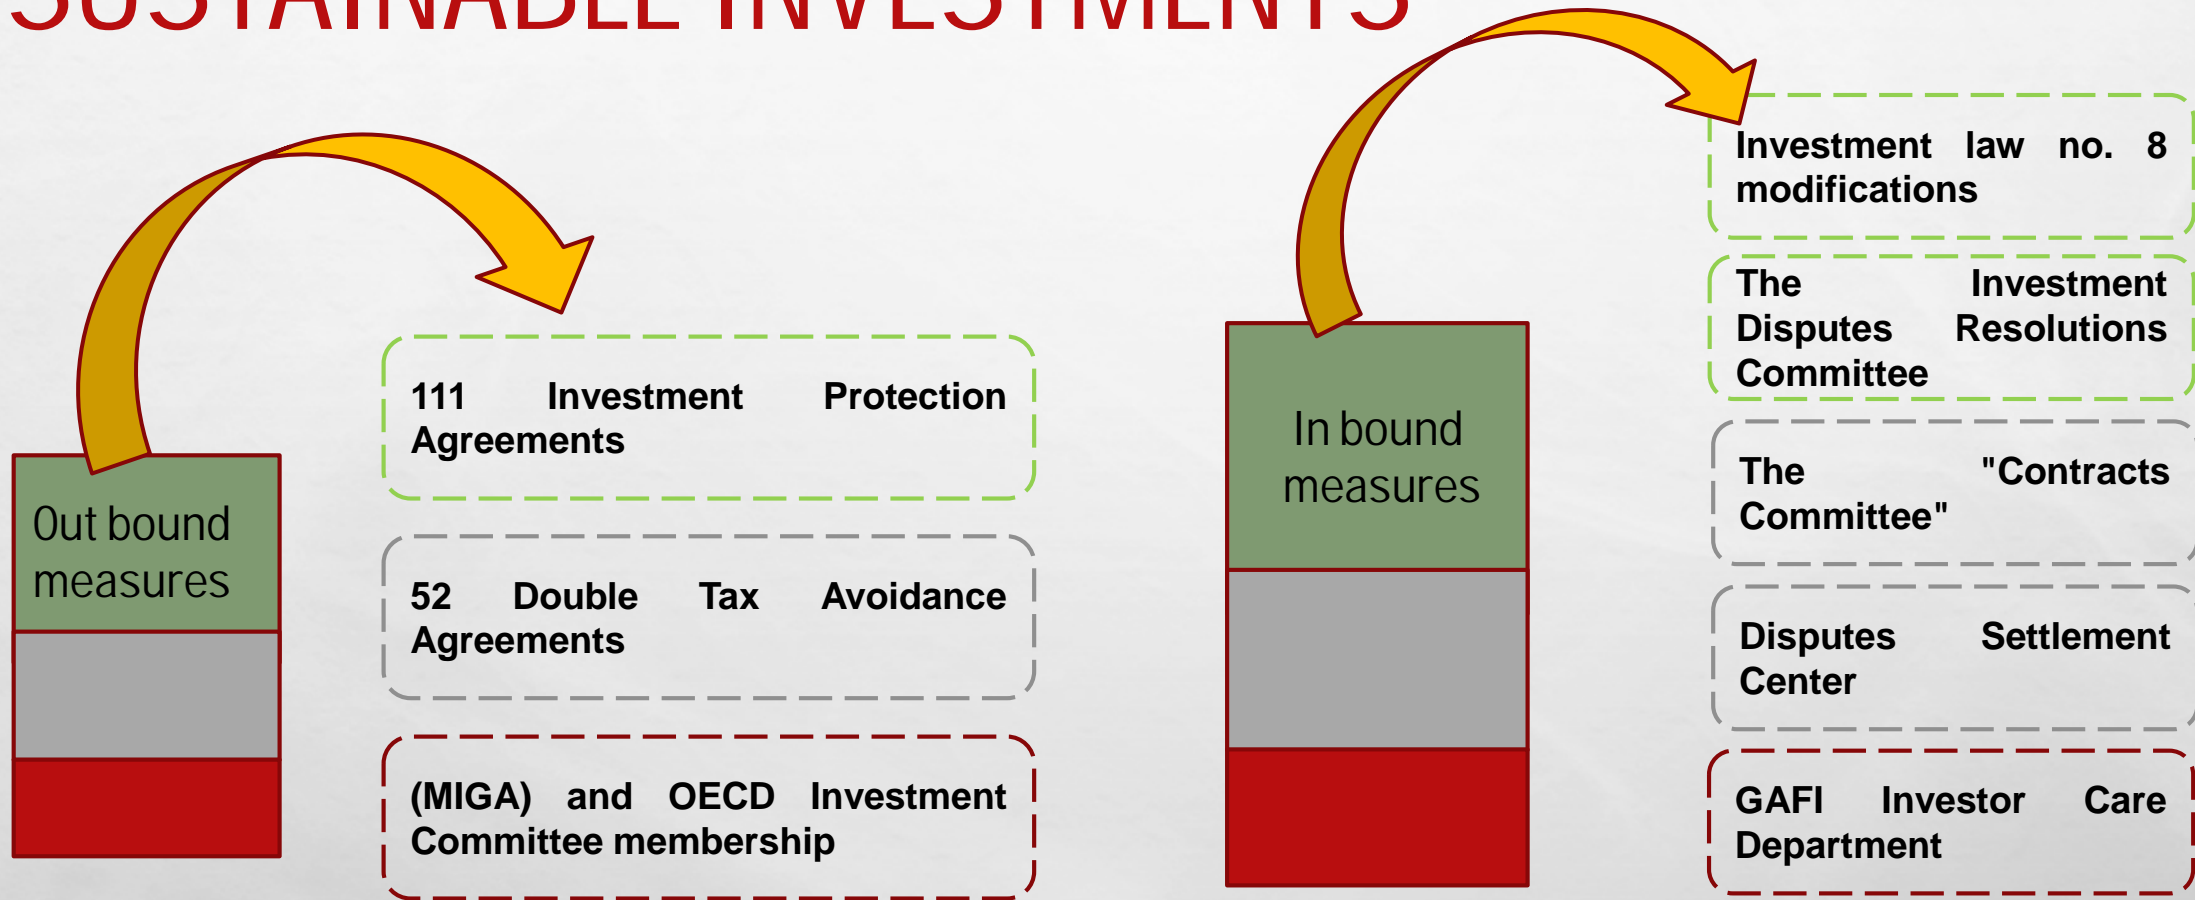 SUSTAINABLE INVESTMENTS
Out bound
measures
111 Investment Protection
Agreements
52 Double Tax Avoidance
Agreements
(MIGA) and OECD Investment
Committee membership
In bound
measures
Investment law no. 8
modifications
The Investment
Disputes Resolutions
Committee
The "Contracts
Committee"
Disputes Settlement
Center
GAFI Investor Care
Department